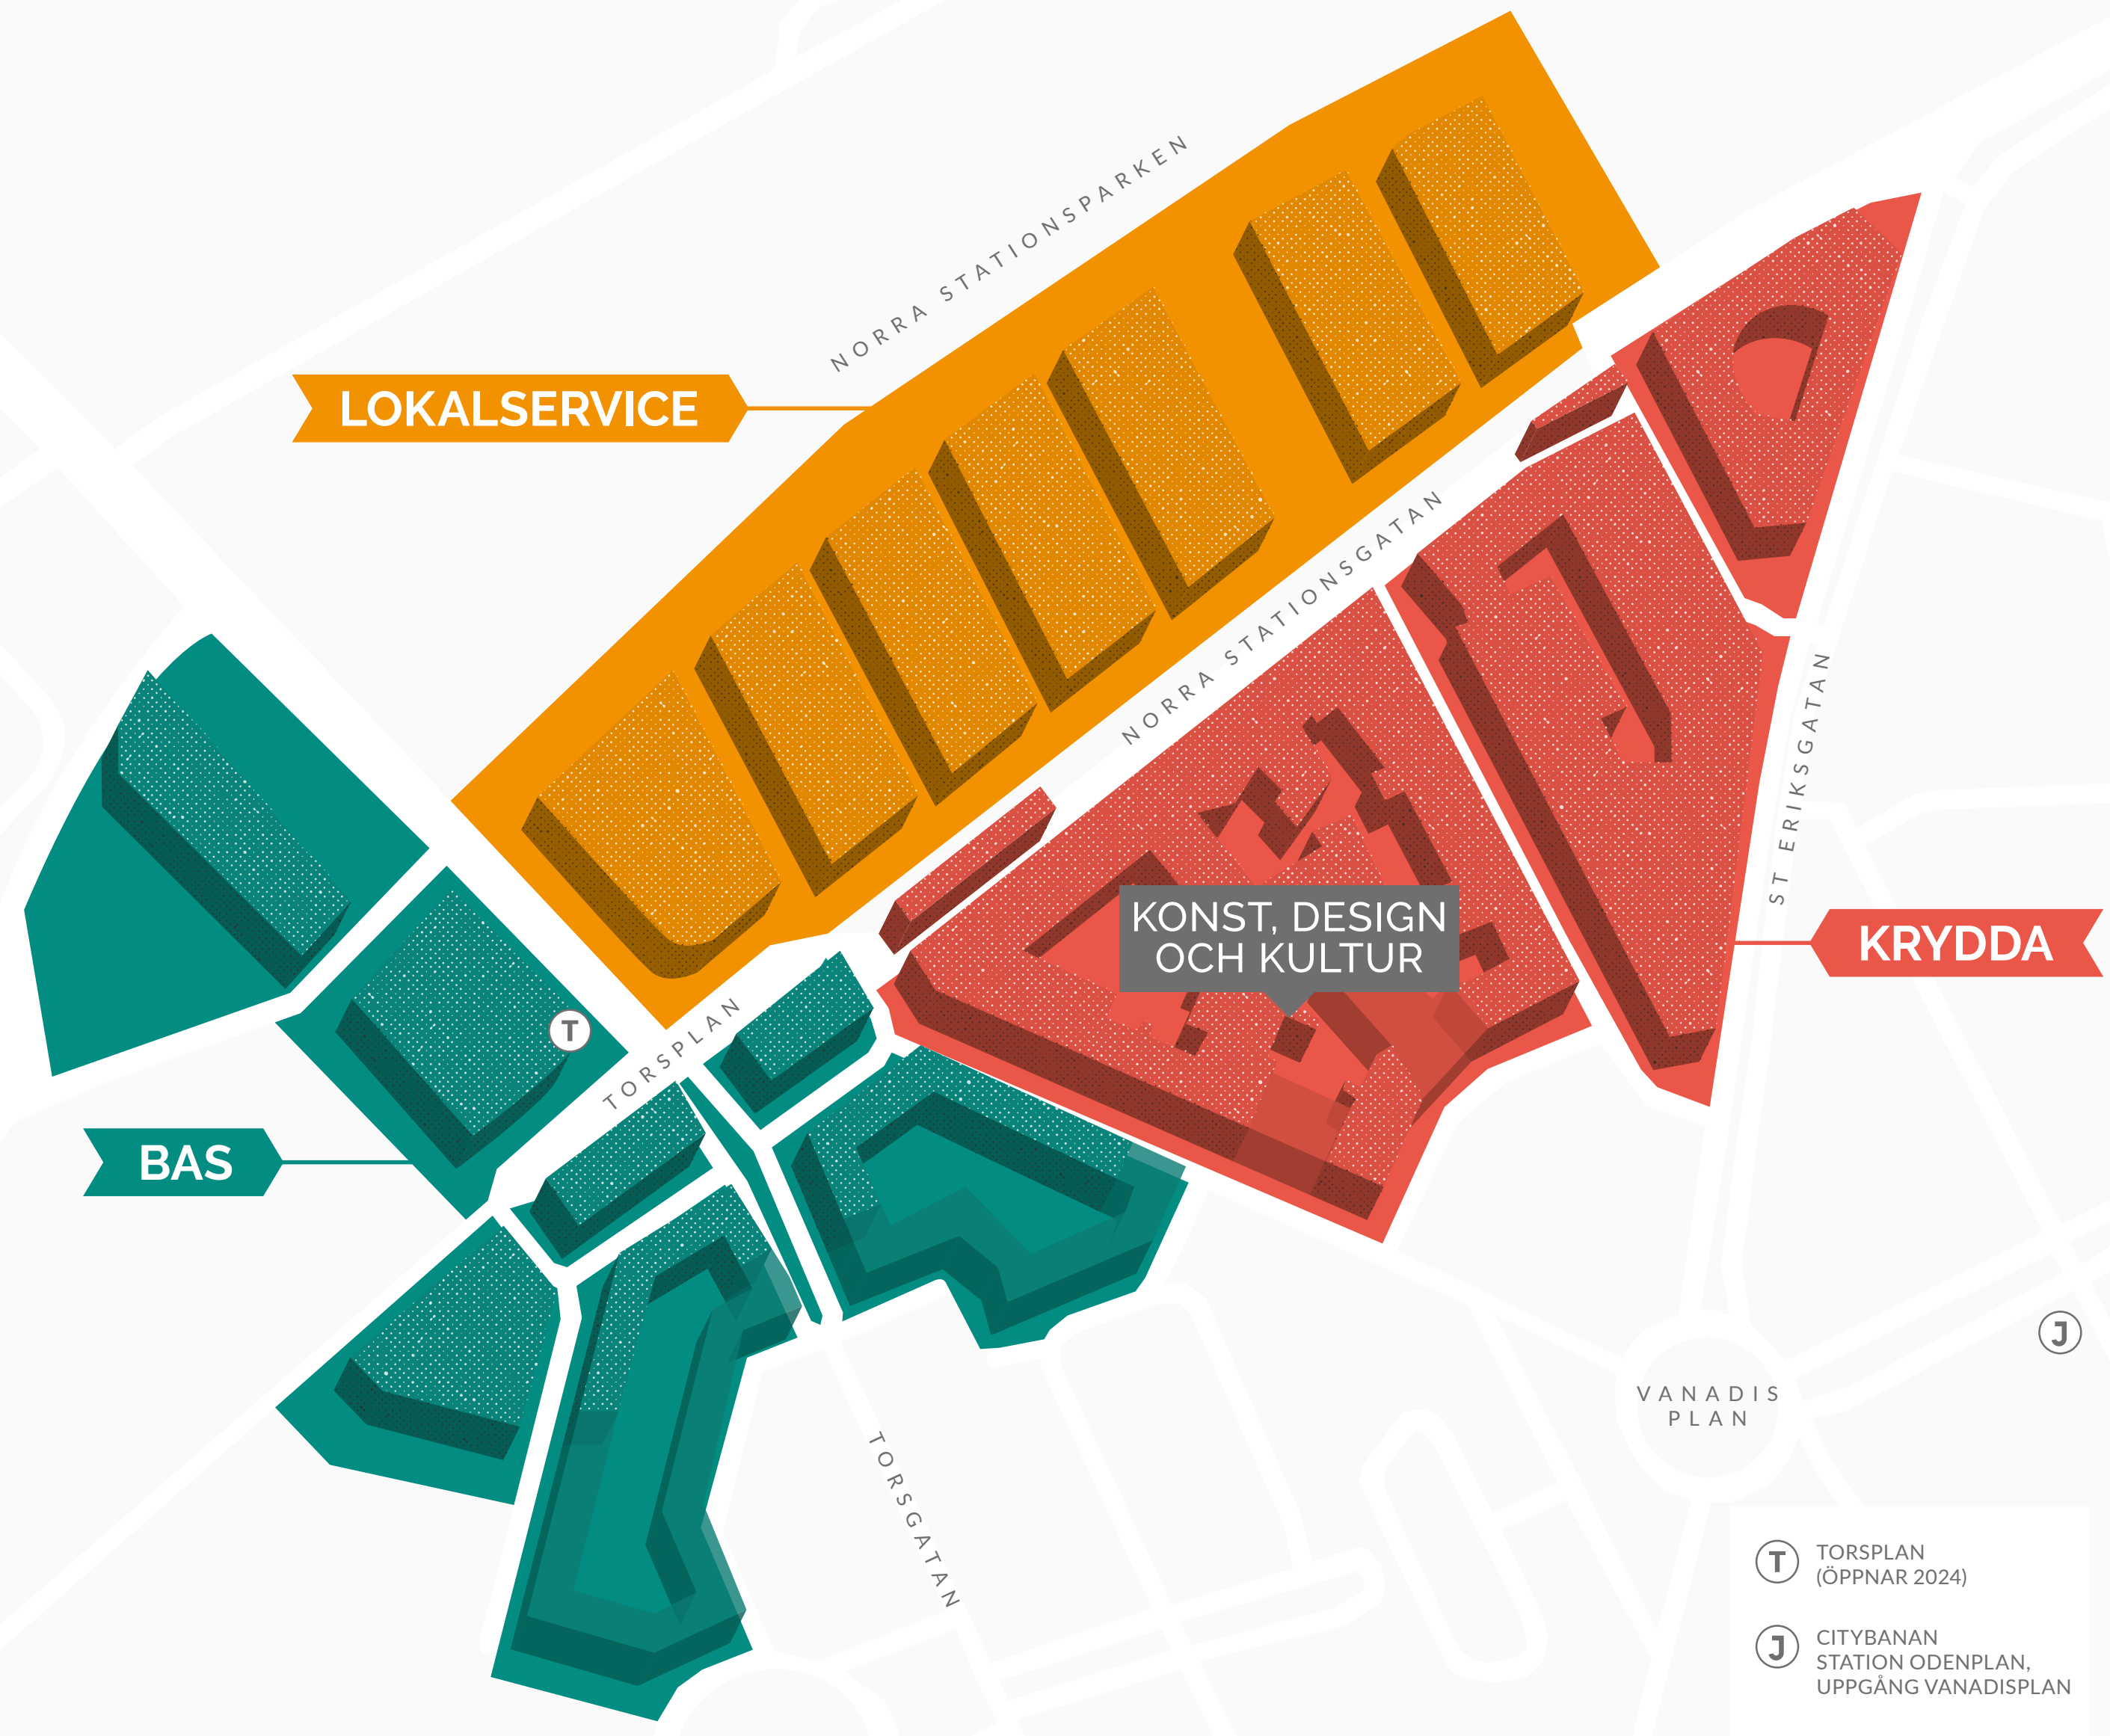 NORRA STATIONSPARKEN
LOKALSERVICE
NORRA STATIONSGATAN
ST ERIKSGATAN
KONST, DESIGN
OCH KULTUR
KRYDDA
T
TORSPLAN
BAS
J
VANADIS
PLAN
TORSGATAN
T
TORSPLAN
(ÖPPNAR 2024)
J
CITYBANAN
STATION ODENPLAN,
UPPGÅNG VANADISPLAN